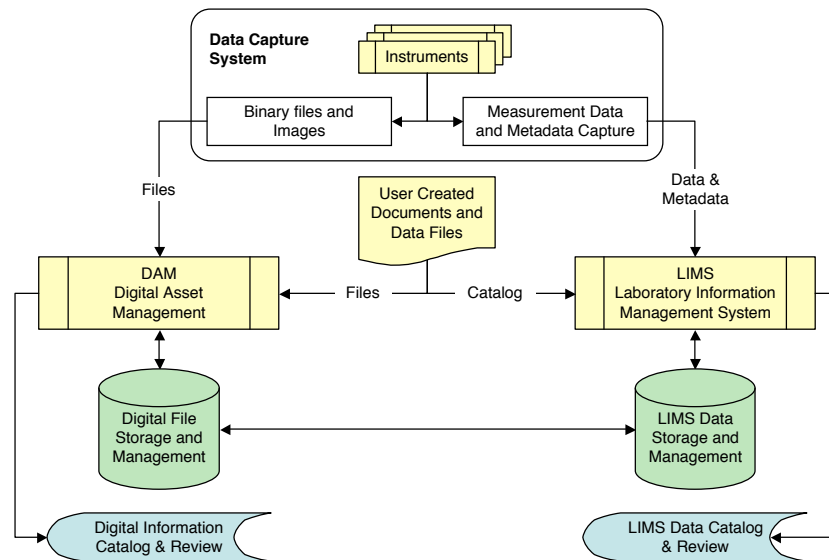 Data Capture
System
Instruments
Binary files and
Images
Measurement Data
and Metadata Capture
Files
User Created
Documents and
Data Files
Data &
Metadata
DAM
Digital Asset
Management
Files
Catalog
LIMS
Laboratory Information
Management System
Digital File
Storage and
Management
LIMS Data
Storage and
Management
Digital Information
Catalog & Review
LIMS Data Catalog
& Review